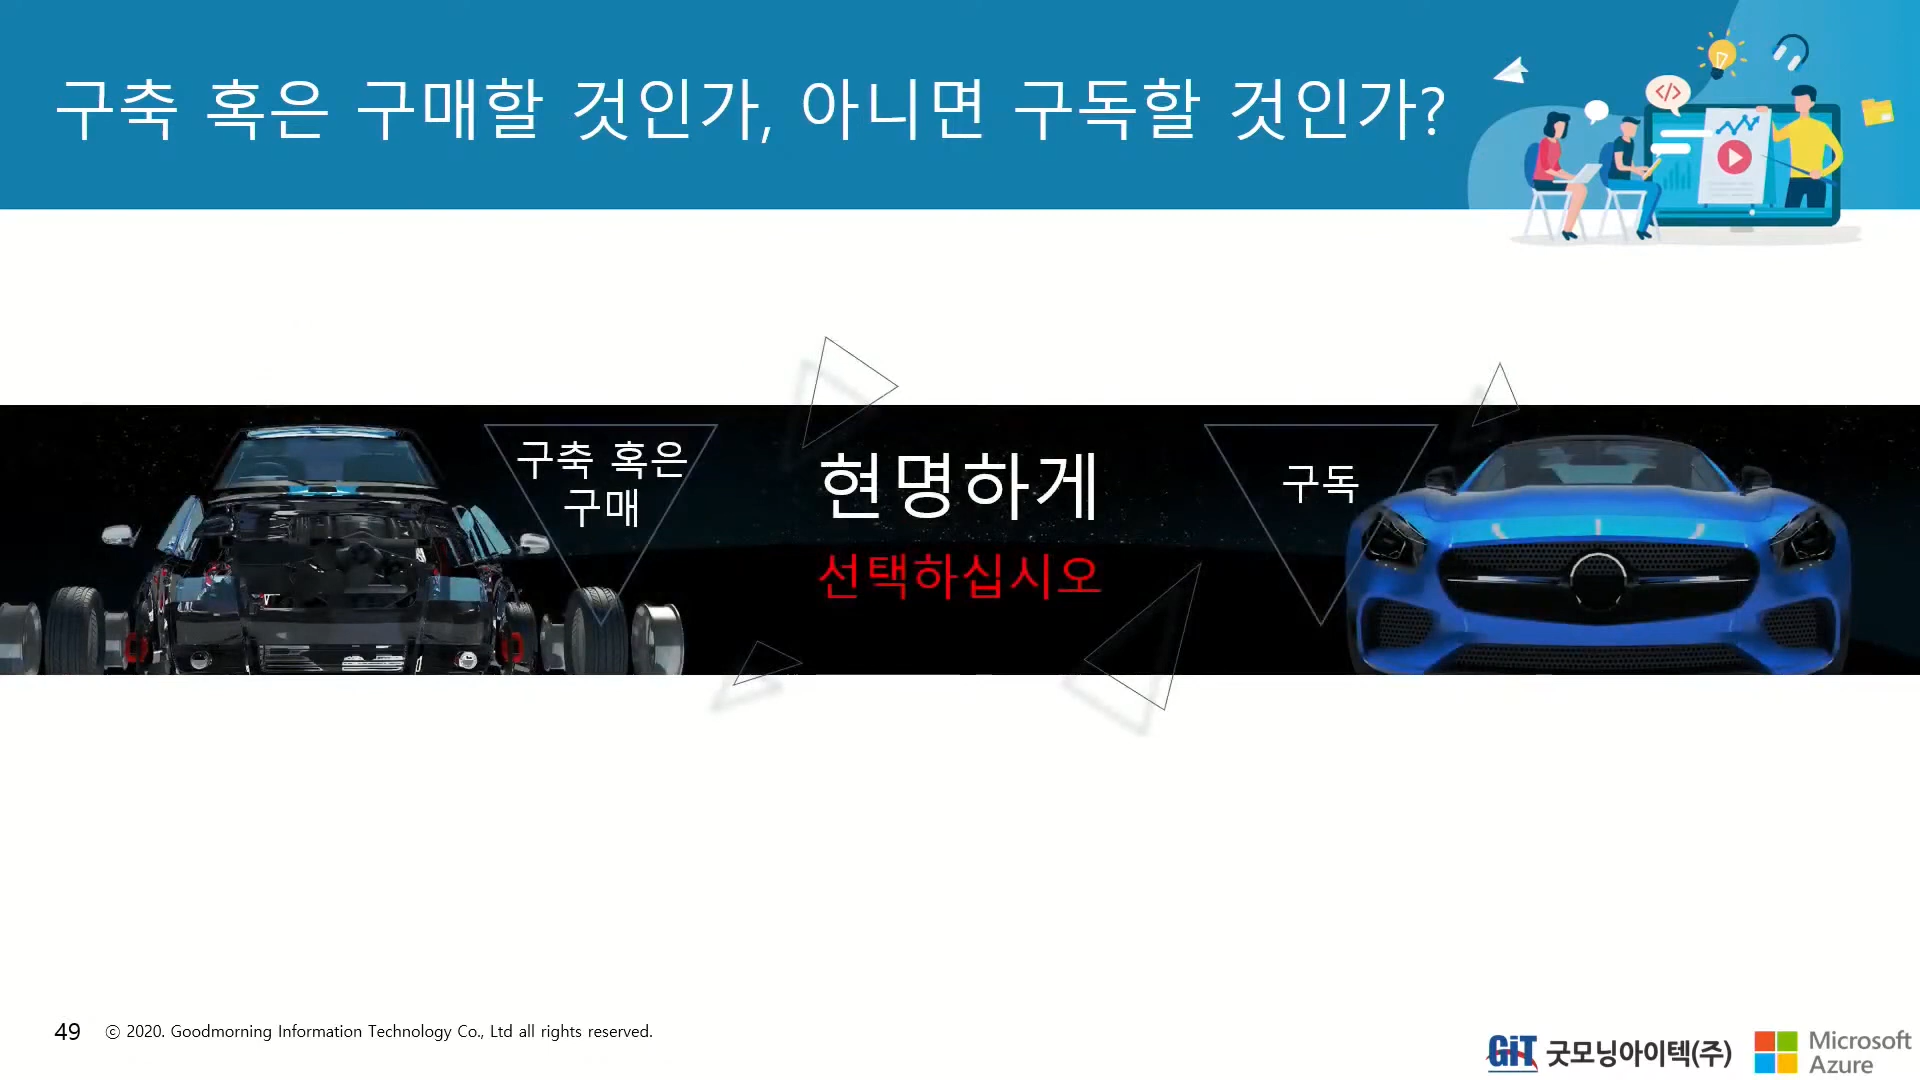 구축 혹은 구매할 것인가, 아니면 구독할 것인가?
</>
구축 혹은
구매
현명하게
선택하십시오
구독
49 ⓒ 2020. Goodmorning Information Technology Co., Ltd all rights reserved.
GiT 굿모닝아이텍(주)
Microsoft
Azure